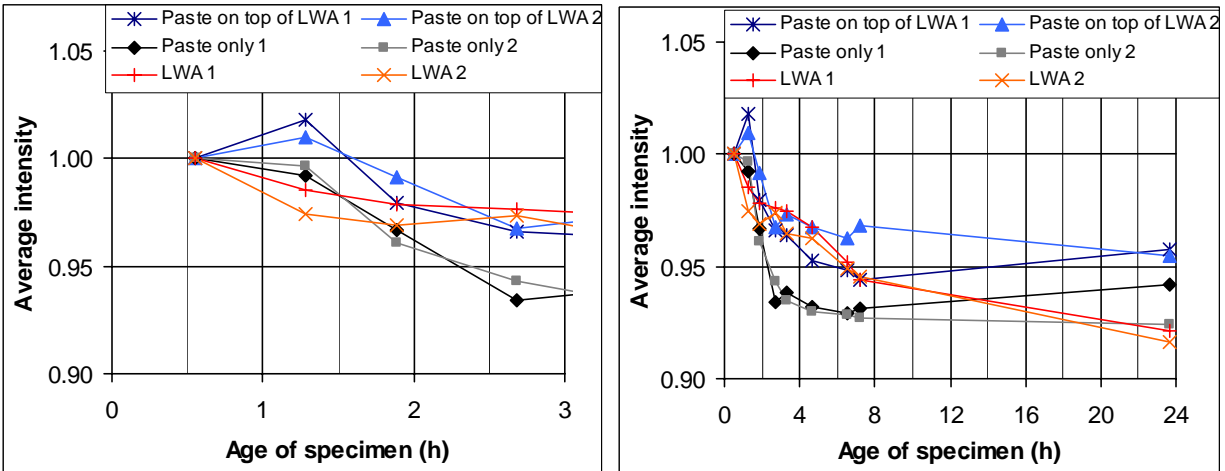 Paste on top of LWA 1 Paste on top of LWA 2
Paste only 1 Paste only 2
LWA 1 LWA 2
1.05
1.00
0.95
0.90
Average intensity
0 1 2 3
Age of specimen (h)
Paste on top of LWA 1 Paste on top of LWA 2
Paste only 1 Paste only 2
LWA 1 LWA 2
1.05
1.00
0.95
0.90
Average intensity
0 4 8 12 16 20 24
Age of specimen (h)